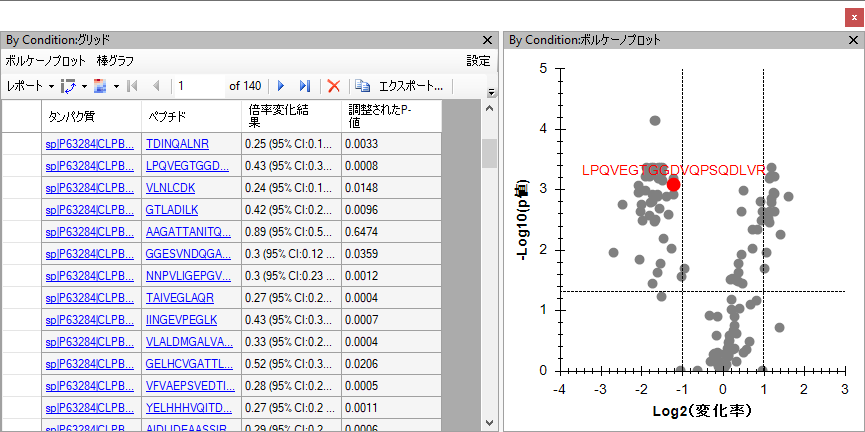 By Condition:グリッド
ボルケーノプロット 棒グラフ 設定
レポート 1 of 140 エクスポート...
タンパク質 ペプチド 倍率変化結果 調整されたP-値
sp|P63284|CLPB... TDINQALNR 0.25 (95% CI:0.1... 0.0033
sp|P63284|CLPB... LPQVEGTGGD... 0.43 (95% CI:0.3... 0.0008
sp|P63284|CLPB... VLNLCDK 0.24 (95% CI:0.1... 0.0148
sp|P63284|CLPB... GTLADILK 0.42 (95% CI:0.2... 0.0096
sp|P63284|CLPB... AAGATTANITQ... 0.89 (95% CI:0.5... 0.6474
sp|P63284|CLPB... GGESVNDQGA... 0.3 (95% CI:0.12 ... 0.0359
sp|P63284|CLPB... NNPVLIGEPGV... 0.3 (95% CI:0.23 ... 0.0012
sp|P63284|CLPB... TAIVEGLAQR 0.27 (95% CI:0.2... 0.0004
sp|P63284|CLPB... IINGEVPEGLK 0.43 (95% CI:0.3... 0.0007
sp|P63284|CLPB... VLALDMGALVA... 0.33 (95% CI:0.2... 0.0004
sp|P63284|CLPB... GELHCVGATTL... 0.52 (95% CI:0.3... 0.0206
sp|P63284|CLPB... VFVAEPSVEDTI... 0.28 (95% CI:0.2... 0.0005
sp|P63284|CLPB... YELHHHVQITD... 0.27 (95% CI:0.2... 0.0011
sp|P63284|CLPB... AIDLIDEAASSIR 0.29 (95% CI:0.2... 0.0006
By Condition:ボルケーノプロット
5
4
LPQVEGTGGDVQPSQDLVR
3
2
1
0
-Log10(p値)
-4 -3 -2 -1 0 1 2 3
Log2(変化率)